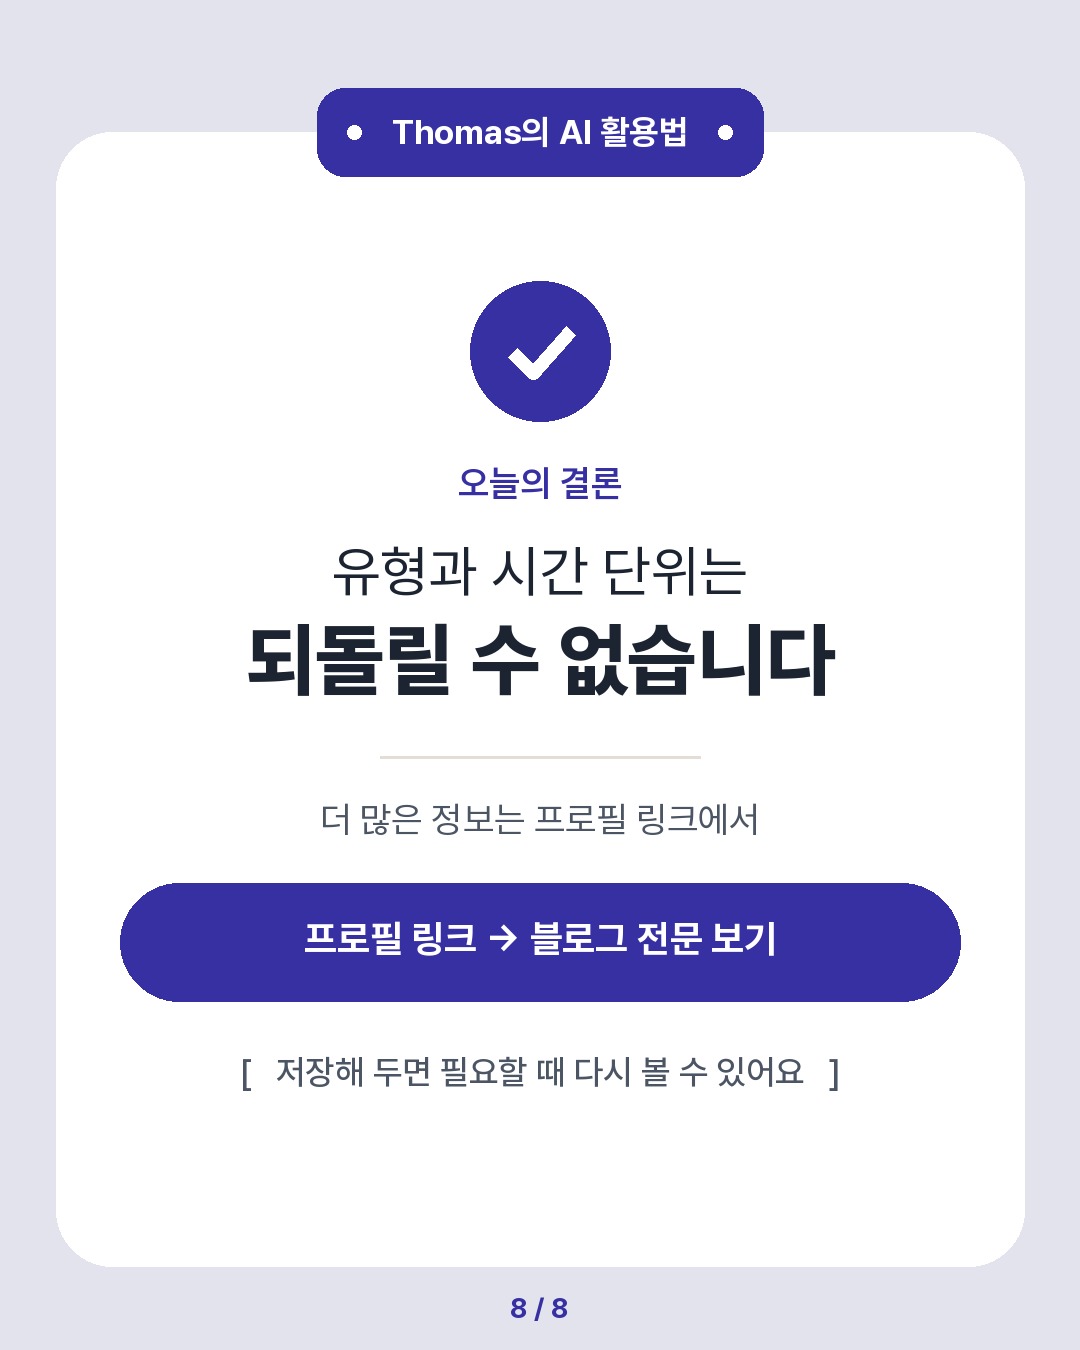 Thomas의 AI 활용법
오늘의 결론
유형과 시간 단위는
되돌릴 수 없습니다
더 많은 정보는 프로필 링크에서
프로필 링크 → 블로그 전문 보기
[ 저장해 두면 필요할 때 다시 볼 수 있어요 ]
8 / 8